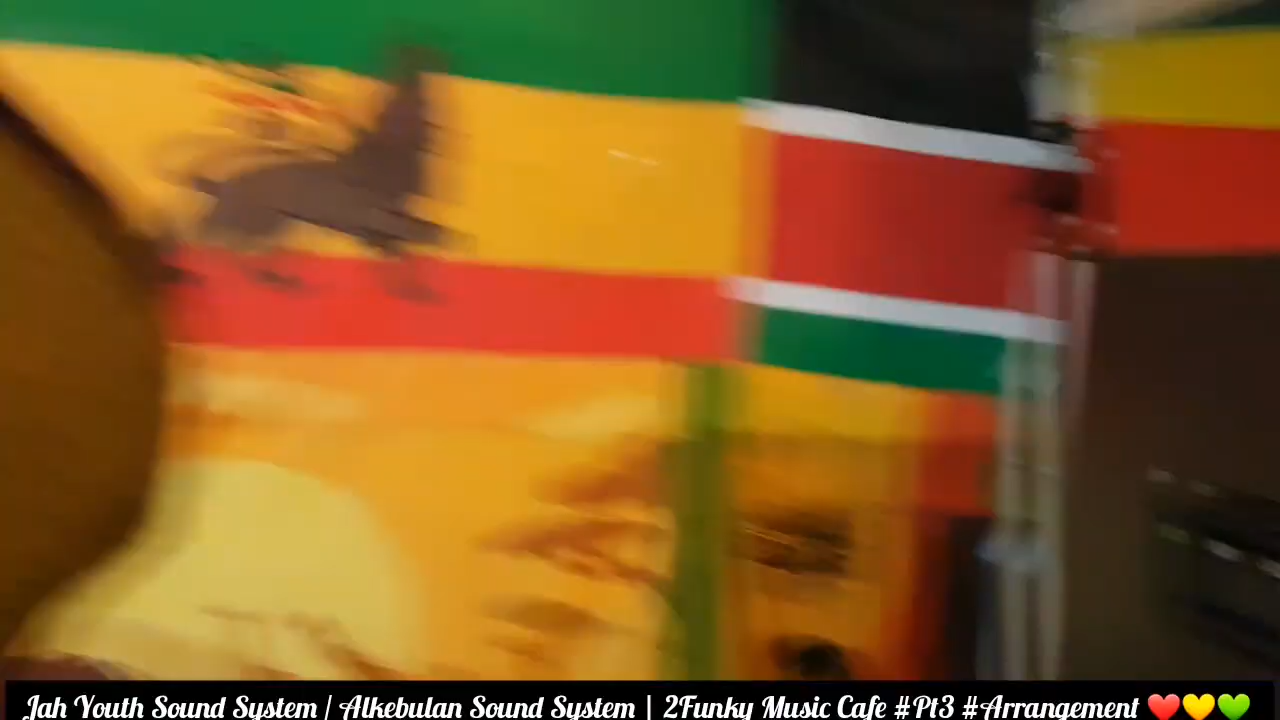 Jah Youth Sound System / Alkebulan Sound System | 2Funky Music Cafe #Pt3 #Arrangement ❤️💛💚